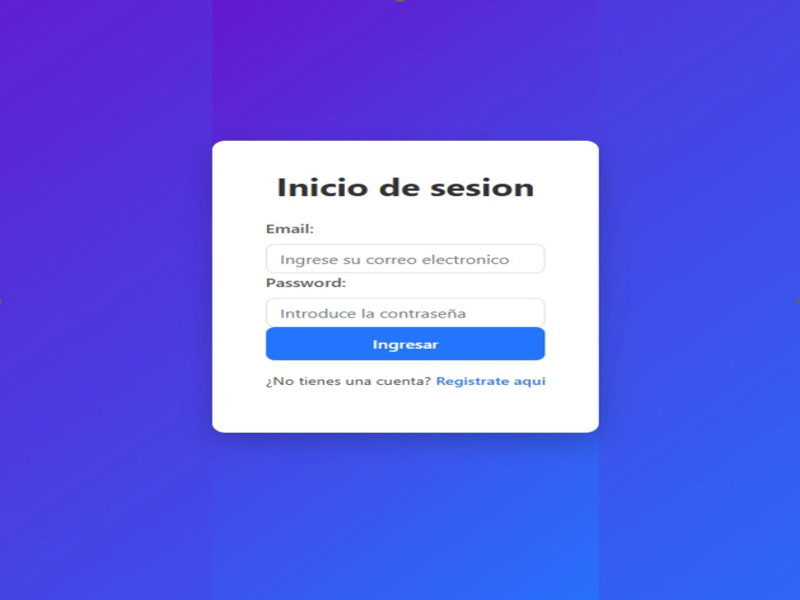 Inicio de sesion
Email:
Ingrese su correo electronico
Password:
Introduce la contraseña
Ingresar
¿No tienes una cuenta? Registrate aqui